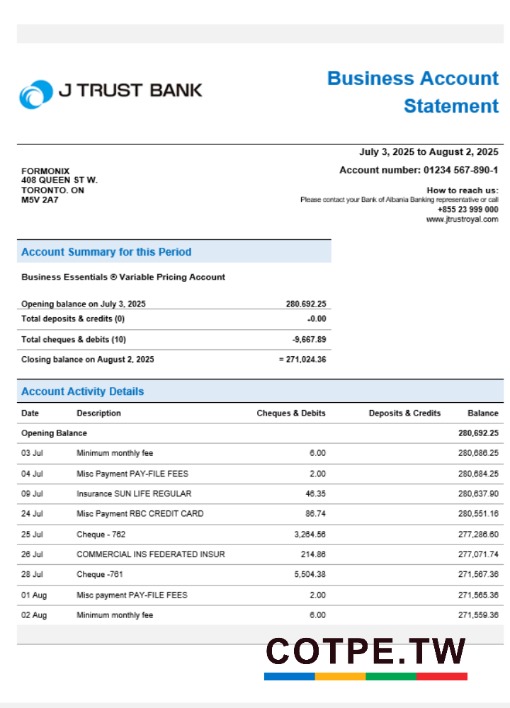 J TRUST BANK
Business Account
Statement
July 3, 2025 to August 2, 2025
FORMONIX
408 QUEEN ST W.
TORONTO. ON
M5V 2A7
Account number: 01234 567-890-1
How to reach us:
Please contact your Bank of Albania Banking representative or call
+855 23 999 000
www.jtrustroyal.com
Account Summary for this Period
Business Essentials ® Variable Pricing Account
Opening balance on July 3, 2025 280,692.25
Total deposits & credits (0) -0.00
Total cheques & debits (10) -9,667.89
Closing balance on August 2, 2025 = 271,024.36
Account Activity Details
Date Description Cheques & Debits Deposits & Credits Balance
Opening Balance 280,692.25
03 Jul Minimum monthly fee 6.00 280,686.25
04 Jul Misc Payment PAY-FILE FEES 2.00 280,684.25
09 Jul Insurance SUN LIFE REGULAR 46.35 280,637.90
24 Jul Misc Payment RBC CREDIT CARD 86.74 280,551.16
25 Jul Cheque - 762 3,264.56 277,286.60
26 Jul COMMERCIAL INS FEDERATED INSUR 214.86 277,071.74
28 Jul Cheque -761 5,504.38 271,567.36
01 Aug Misc payment PAY-FILE FEES 2.00 271,565.36
02 Aug Minimum monthly fee 6.00 271,559.36
COTPE.TW